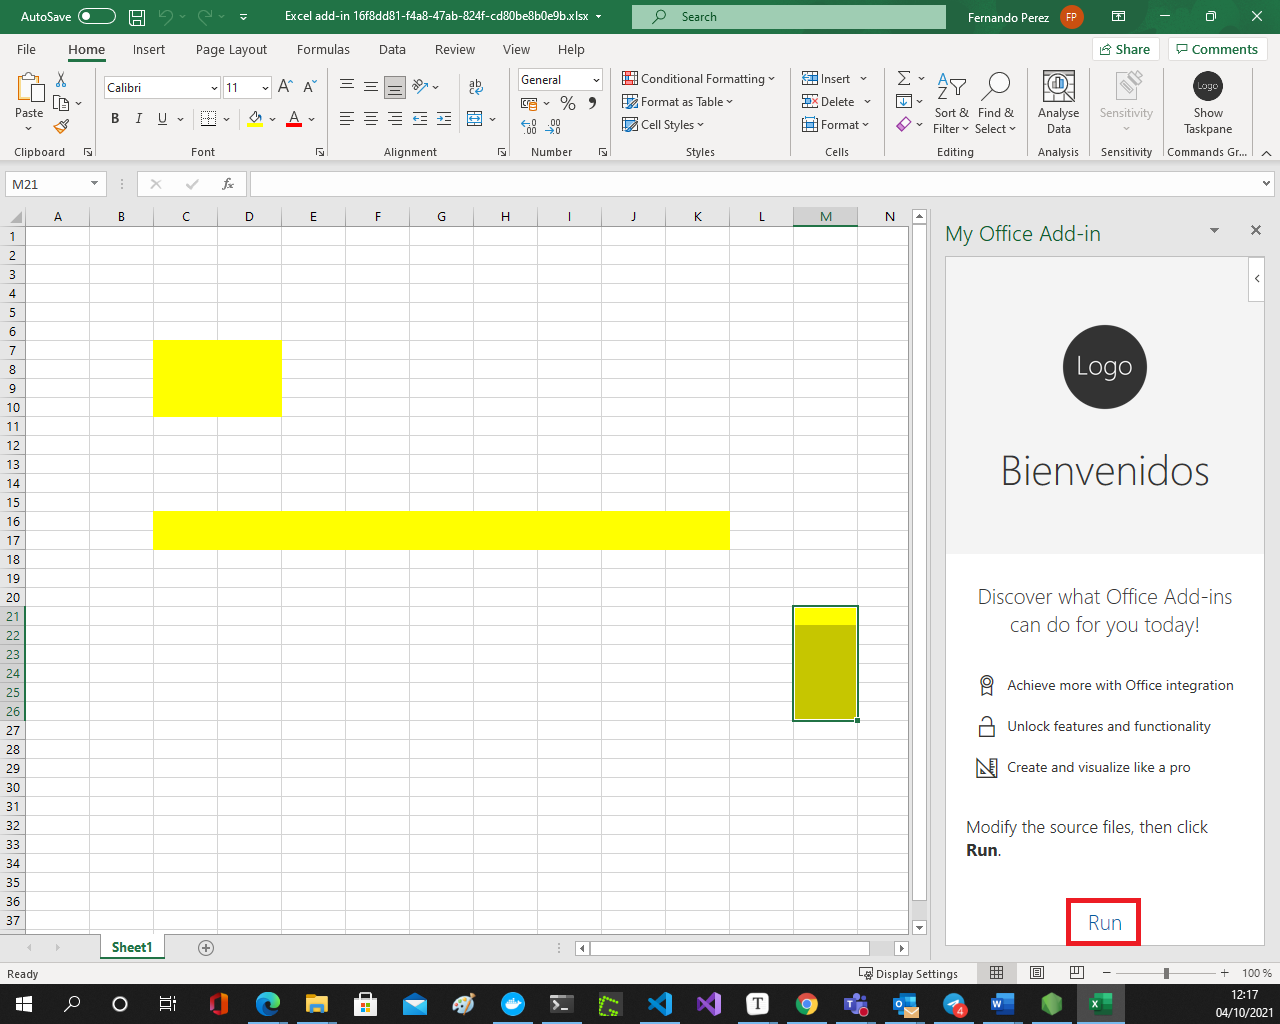 AutoSave Off Excel add-in 16f8dd81-f4a8-47ab-824f-cd80be8b0e9b.xlsx Search Fernando Perez FP
File Home Insert Page Layout Formulas Data Review View Help Share Comments
Paste Calibri 11 General Conditional Formatting Insert Logo
B I U A Format as Table Delete Sort & Find & Analyse Sensitivity Show
Cell Styles Format Filter Select Data Taskpane
Clipboard Font Alignment Number Styles Cells Editing Analysis Sensitivity Commands Gr...
M21 fx
A B C D E F G H I J K L M N
1
2
3
4
5
6
7
8
9
10
11
12
13
14
15
16
17
18
19
20
21
22
23
24
25
26
27
28
29
30
31
32
33
34
35
36
37
My Office Add-in
Logo
Bienvenidos
Discover what Office Add-ins
can do for you today!
Achieve more with Office integration
Unlock features and functionality
Create and visualize like a pro
Modify the source files, then click
Run.
Run
Sheet1
Ready Display Settings 100 %
12:17
04/10/2021